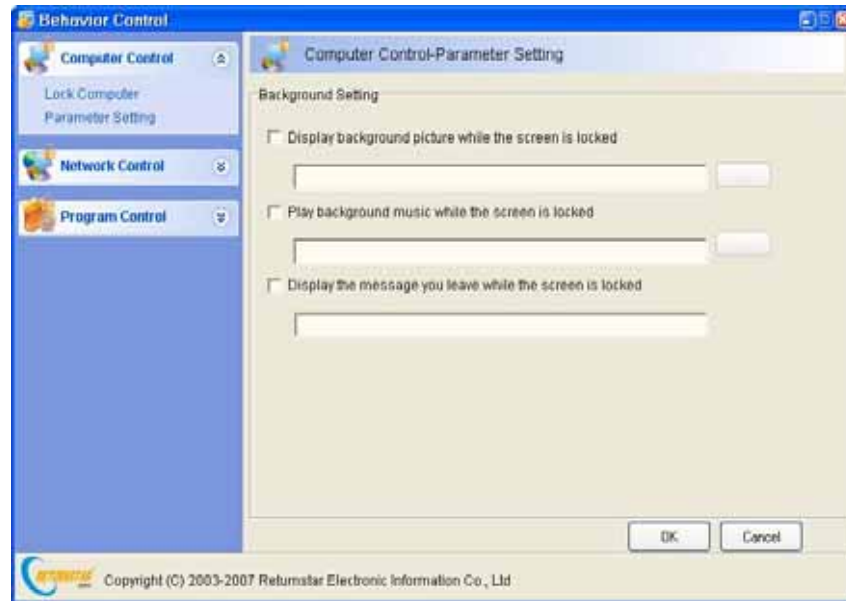 Behavior Control
Computer Control
Lock Computer
Parameter Setting
Network Control
Program Control
Computer Control-Parameter Setting
Background Setting
Display background picture while the screen is locked
Play background music while the screen is locked
Display the message you leave while the screen is locked
OK
Cancel
Copyright (C) 2003-2007 Returnstar Electronic Information Co., Ltd